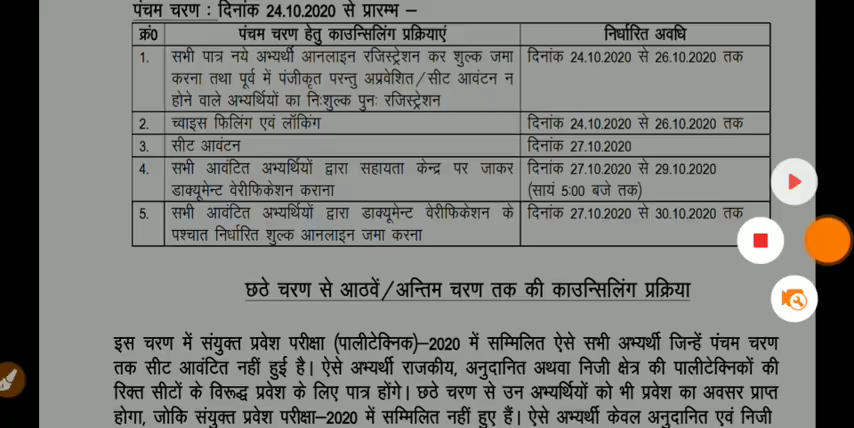 पंचम चरण : दिनांक 24.10.2020 से प्रारम्भ –
क्रं0 पंचम चरण हेतु काउन्सिलिंग प्रक्रियाएं निर्धारित अवधि
1. सभी पात्र नये अभ्यर्थी आनलाइन रजिस्ट्रेशन कर शुल्क जमा दिनांक 24.10.2020 से 26.10.2020 तक
करना तथा पूर्व में पंजीकृत परन्तु अप्रवेशित/सीट आवंटन न
होने वाले अभ्यर्थियों का निःशुल्क पुनः रजिस्ट्रेशन
2. च्वाइस फिलिंग एवं लॉकिंग दिनांक 24.10.2020 से 26.10.2020 तक
3. सीट आवंटन दिनांक 27.10.2020
4. सभी आवंटित अभ्यर्थियों द्वारा सहायता केन्द्र पर जाकर दिनांक 27.10.2020 से 29.10.2020
डाक्यूमेन्ट वेरीफिकेशन कराना (सायं 5:00 बजे तक)
5. सभी आवंटित अभ्यर्थियों द्वारा डाक्यूमेन्ट वेरीफिकेशन के दिनांक 27.10.2020 से 30.10.2020 तक
पश्चात निर्धारित शुल्क आनलाइन जमा करना
छठे चरण से आठवें/अन्तिम चरण तक की काउन्सिलिंग प्रक्रिया
इस चरण में संयुक्त प्रवेश परीक्षा (पालीटेक्निक)–2020 में सम्मिलित ऐसे सभी अभ्यर्थी जिन्हें पंचम चरण
तक सीट आवंटित नहीं हुई है। ऐसे अभ्यर्थी राजकीय, अनुदानित अथवा निजी क्षेत्र की पालीटेक्निकों की
रिक्त सीटों के विरूद्ध प्रवेश के लिए पात्र होंगे। छठे चरण से उन अभ्यर्थियों को भी प्रवेश का अवसर प्राप्त
होगा, जोकि संयुक्त प्रवेश परीक्षा–2020 में सम्मिलित नहीं हुए हैं। ऐसे अभ्यर्थी केवल अनुदानित एवं निजी